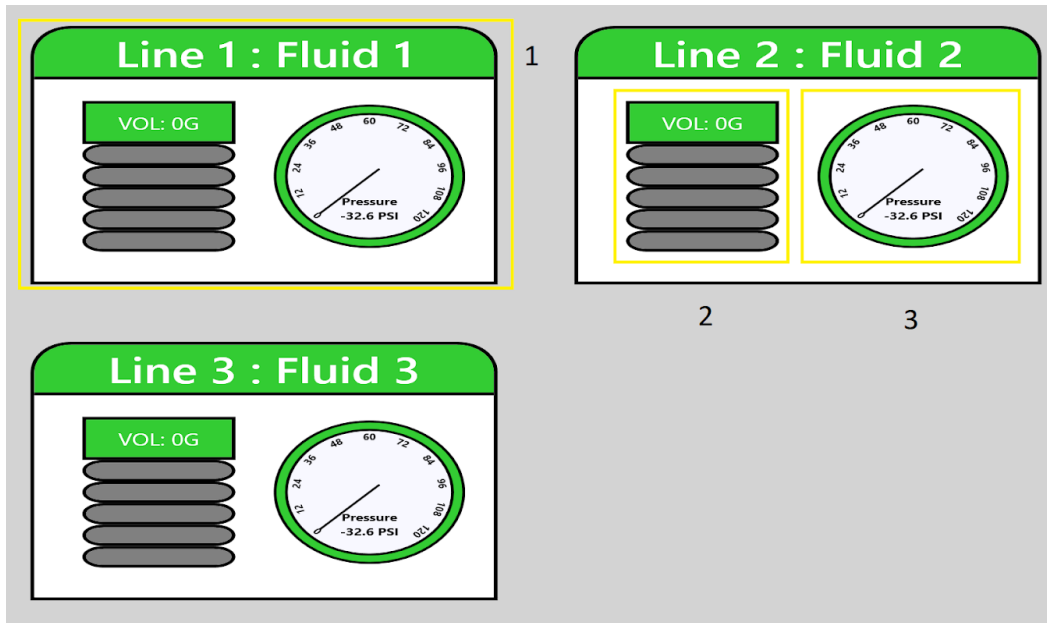 Line 1 : Fluid 1
VOL: 0G
0 12 24 36 48 60 72 84 96 108 120
Pressure
-32.6 PSI
1
Line 2 : Fluid 2
VOL: 0G
0 12 24 36 48 60 72 84 96 108 120
Pressure
-32.6 PSI
2
3
Line 3 : Fluid 3
VOL: 0G
0 12 24 36 48 60 72 84 96 108 120
Pressure
-32.6 PSI